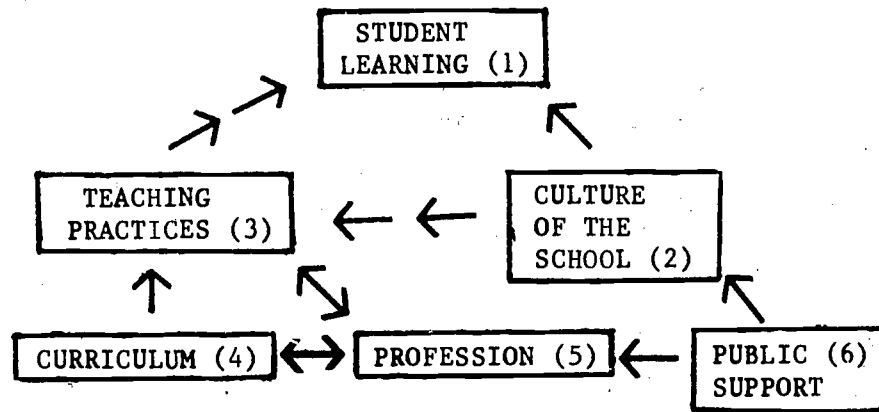 STUDENT
LEARNING (1)
TEACHING
PRACTICES (3)
CULTURE
OF THE
SCHOOL (2)
CURRICULUM (4)
PROFESSION (5)
PUBLIC (6)
SUPPORT